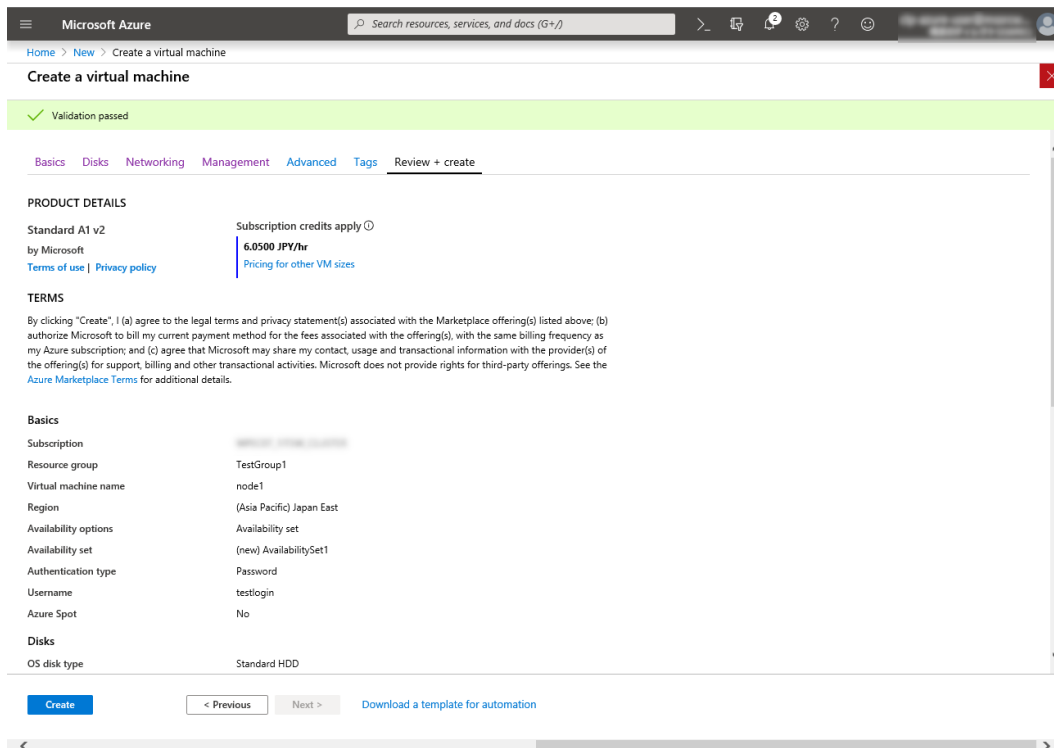 Microsoft Azure
Search resources, services, and docs (G+/)
2
Home > New > Create a virtual machine
Create a virtual machine
Validation passed
Basics Disks Networking Management Advanced Tags Review + create
PRODUCT DETAILS
Standard A1 v2
by Microsoft
Terms of use | Privacy policy
Subscription credits apply
6.0500 JPY/hr
Pricing for other VM sizes
TERMS
By clicking "Create", I (a) agree to the legal terms and privacy statement(s) associated with the Marketplace offering(s) listed above; (b)
authorize Microsoft to bill my current payment method for the fees associated with the offering(s), with the same billing frequency as
my Azure subscription; and (c) agree that Microsoft may share my contact, usage and transactional information with the provider(s) of
the offering(s) for support, billing and other transactional activities. Microsoft does not provide rights for third-party offerings. See the
Azure Marketplace Terms for additional details.
Basics
Subscription
Resource group TestGroup1
Virtual machine name node1
Region (Asia Pacific) Japan East
Availability options Availability set
Availability set (new) AvailabilitySet1
Authentication type Password
Username testlogin
Azure Spot No
Disks
OS disk type Standard HDD
Create < Previous Next > Download a template for automation